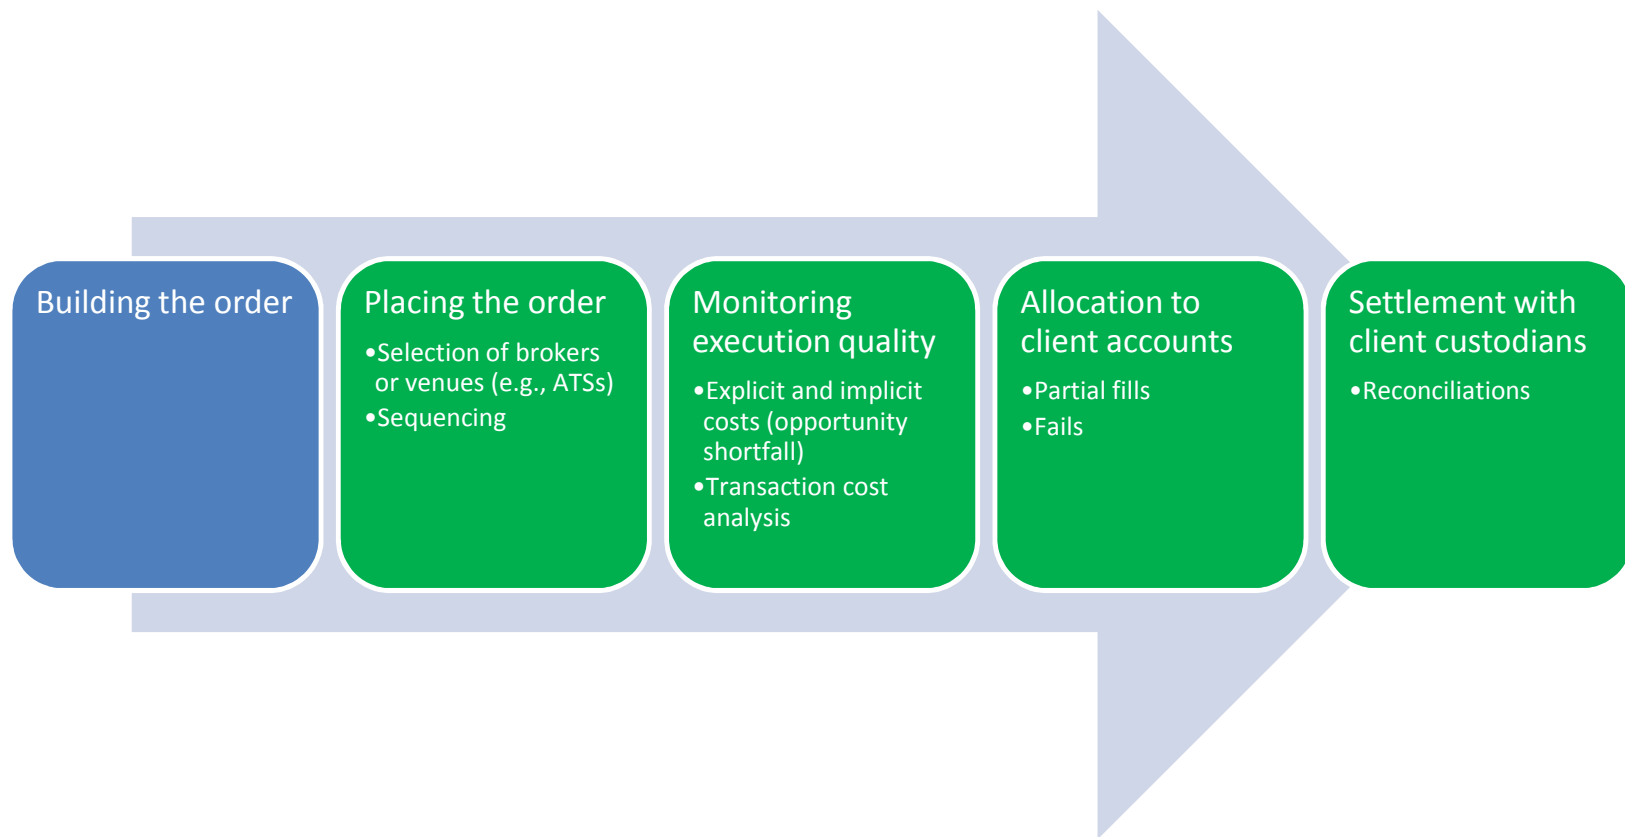 Building the order
Placing the order
•Selection of brokers
or venues (e.g., ATSs)
•Sequencing
Monitoring
execution quality
•Explicit and implicit
costs (opportunity
shortfall)
•Transaction cost
analysis
Allocation to
client accounts
•Partial fills
•Fails
Settlement with
client custodians
•Reconciliations